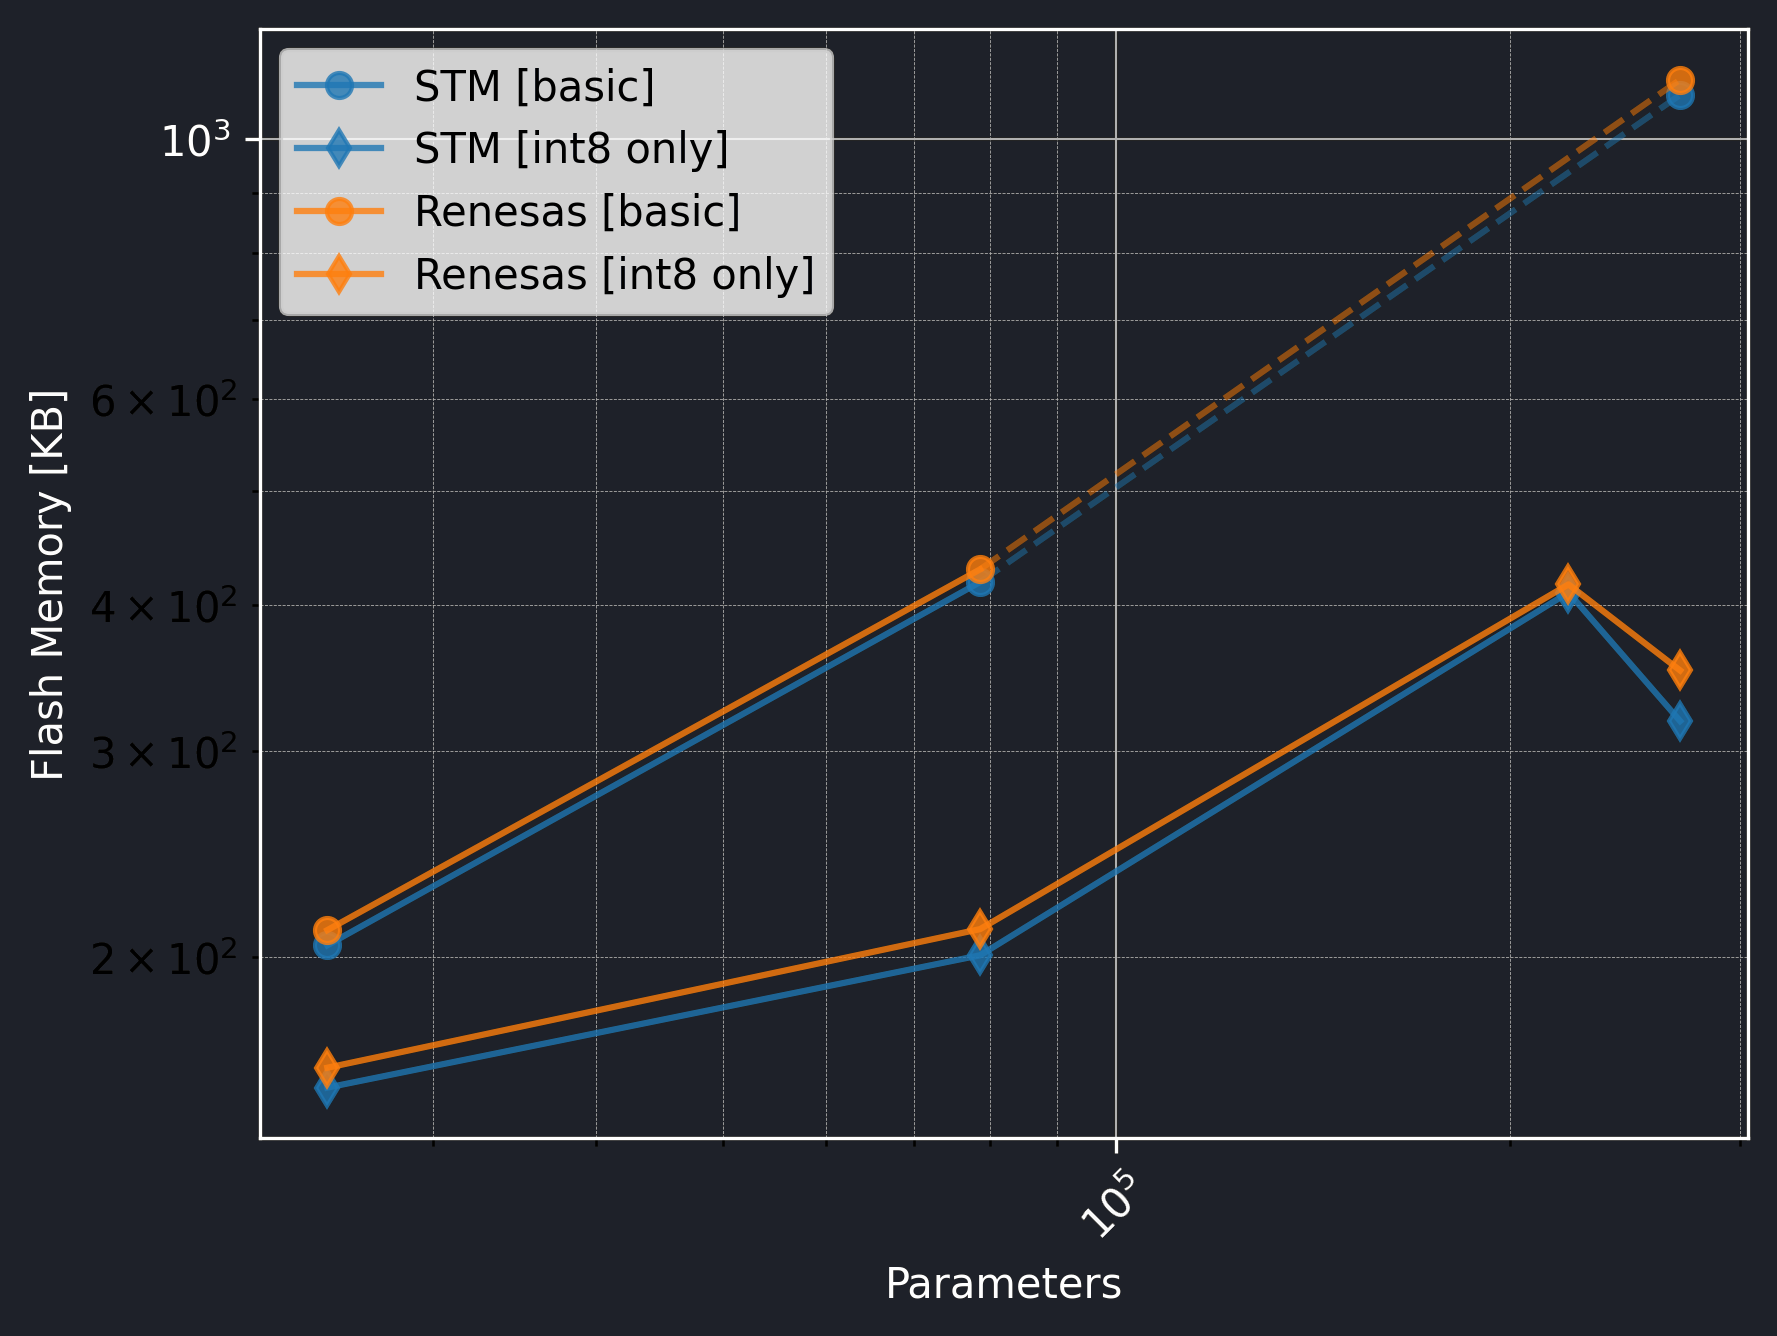 STM [basic]
STM [int8 only]
Renesas [basic]
Renesas [int8 only]
10³
6 × 10²
4 × 10²
3 × 10²
2 × 10²
Flash Memory [KB]
10⁵
Parameters